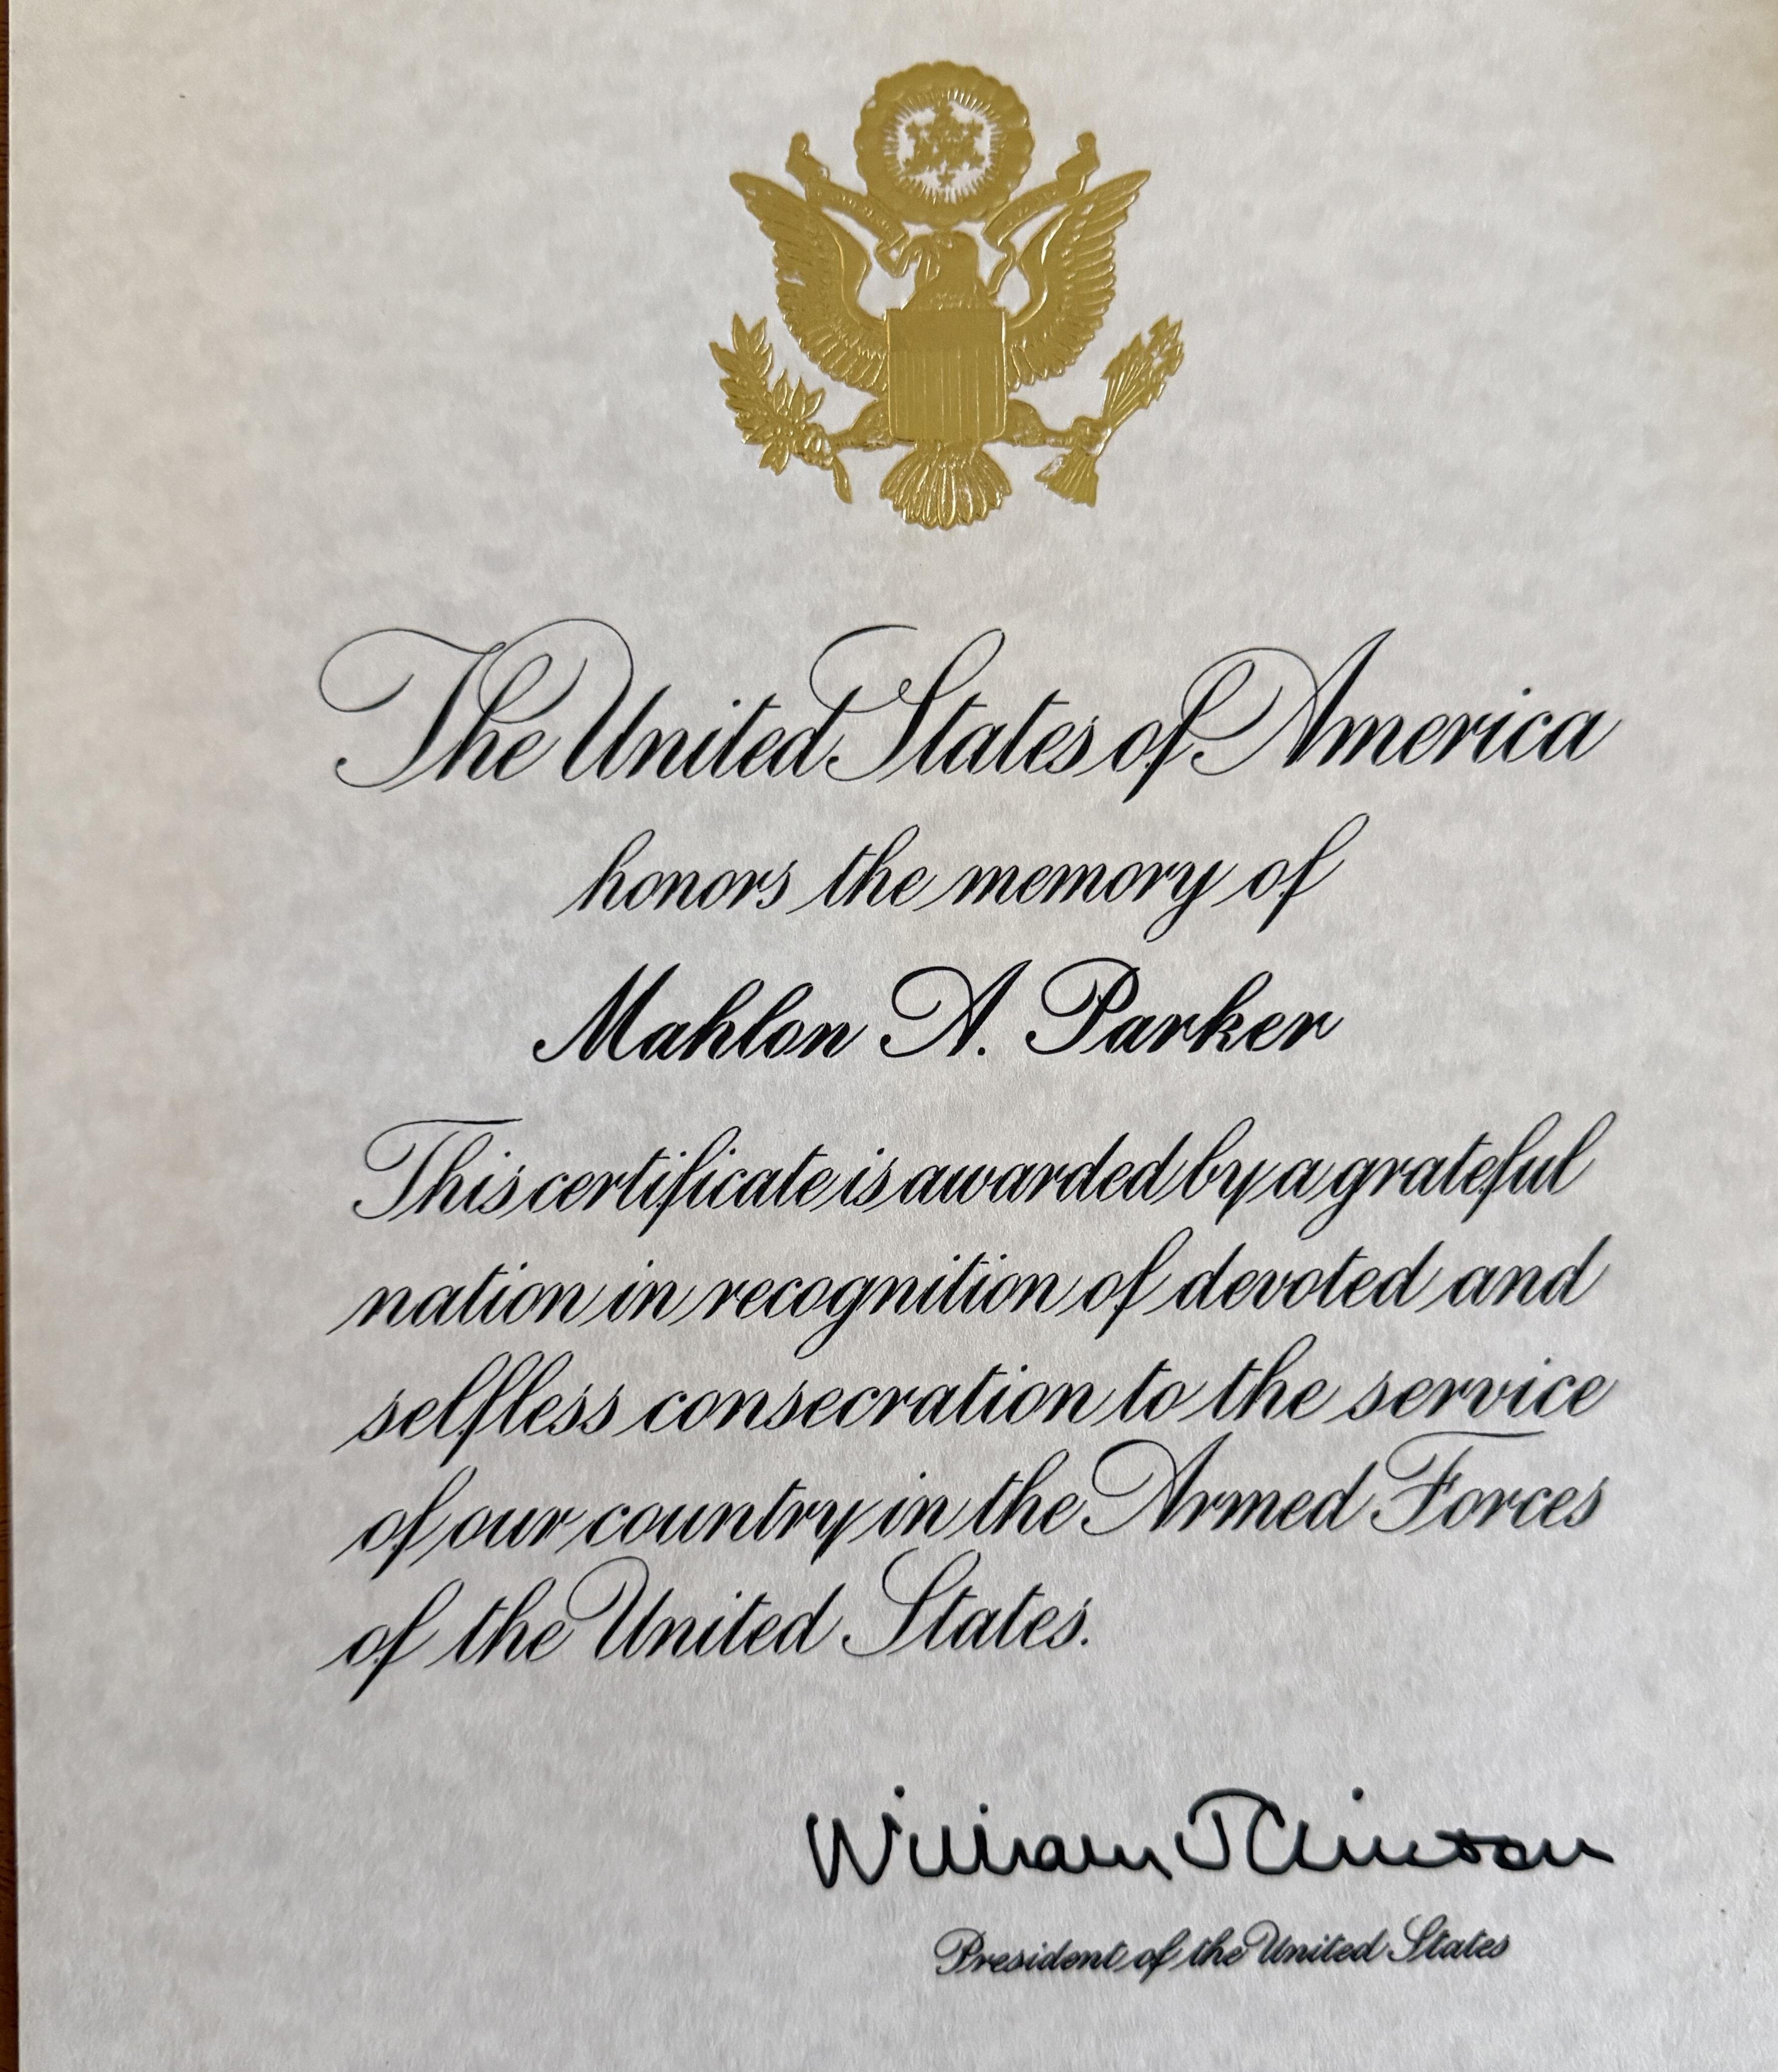 The United States of America
honors the memory of
Mahlon A. Parker
This certificate is awarded by a grateful
nation in recognition of devoted and
selfless consecration to the service
of our country in the Armed Forces
of the United States.
William J Clinton
President of the United States